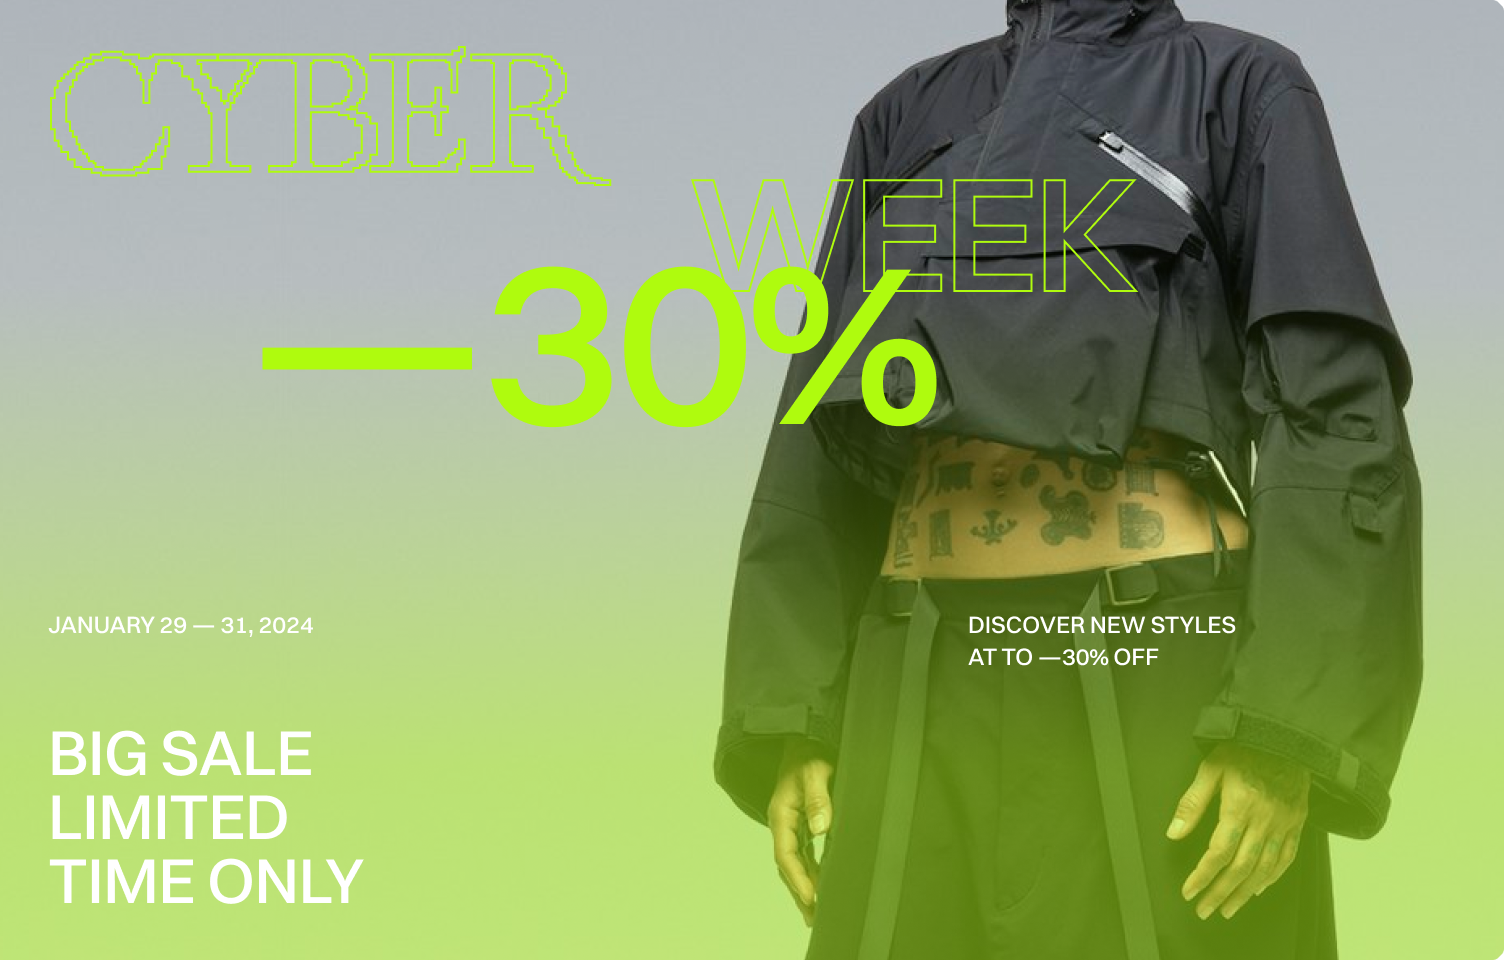 CYBER
WEEK
—30%
JANUARY 29 — 31, 2024
DISCOVER NEW STYLES
AT TO —30% OFF
BIG SALE
LIMITED
TIME ONLY